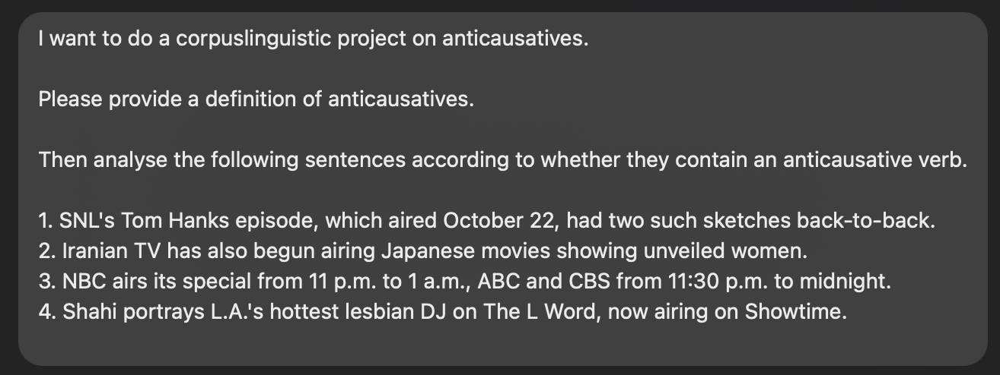 I want to do a corpuslinguistic project on anticausatives.
Please provide a definition of anticausatives.
Then analyse the following sentences according to whether they contain an anticausative verb.
1. SNL's Tom Hanks episode, which aired October 22, had two such sketches back-to-back.
2. Iranian TV has also begun airing Japanese movies showing unveiled women.
3. NBC airs its special from 11 p.m. to 1 a.m., ABC and CBS from 11:30 p.m. to midnight.
4. Shahi portrays L.A.'s hottest lesbian DJ on The L Word, now airing on Showtime.